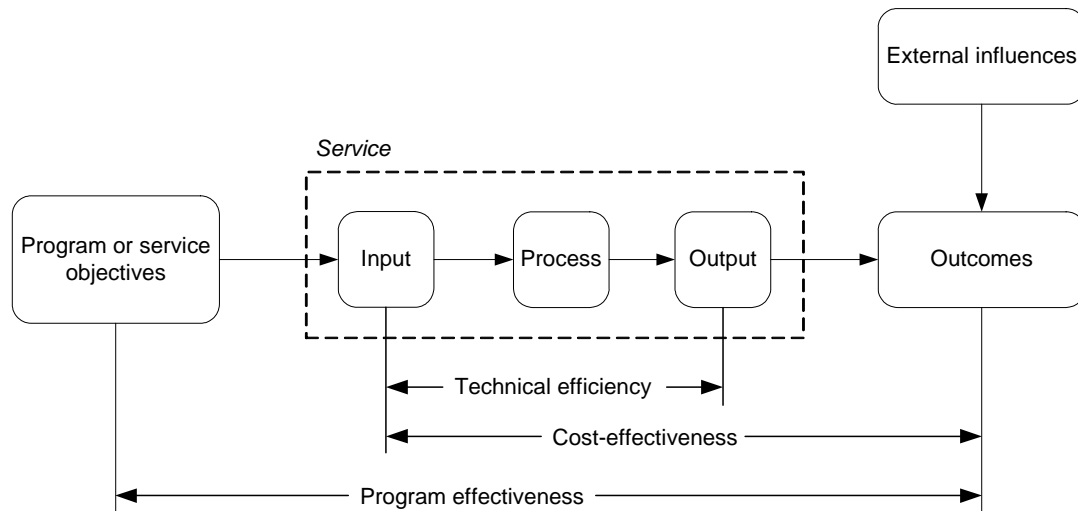 External influences
Service
Program or service
objectives
Input
Process
Output
Outcomes
Technical efficiency
Cost-effectiveness
Program effectiveness